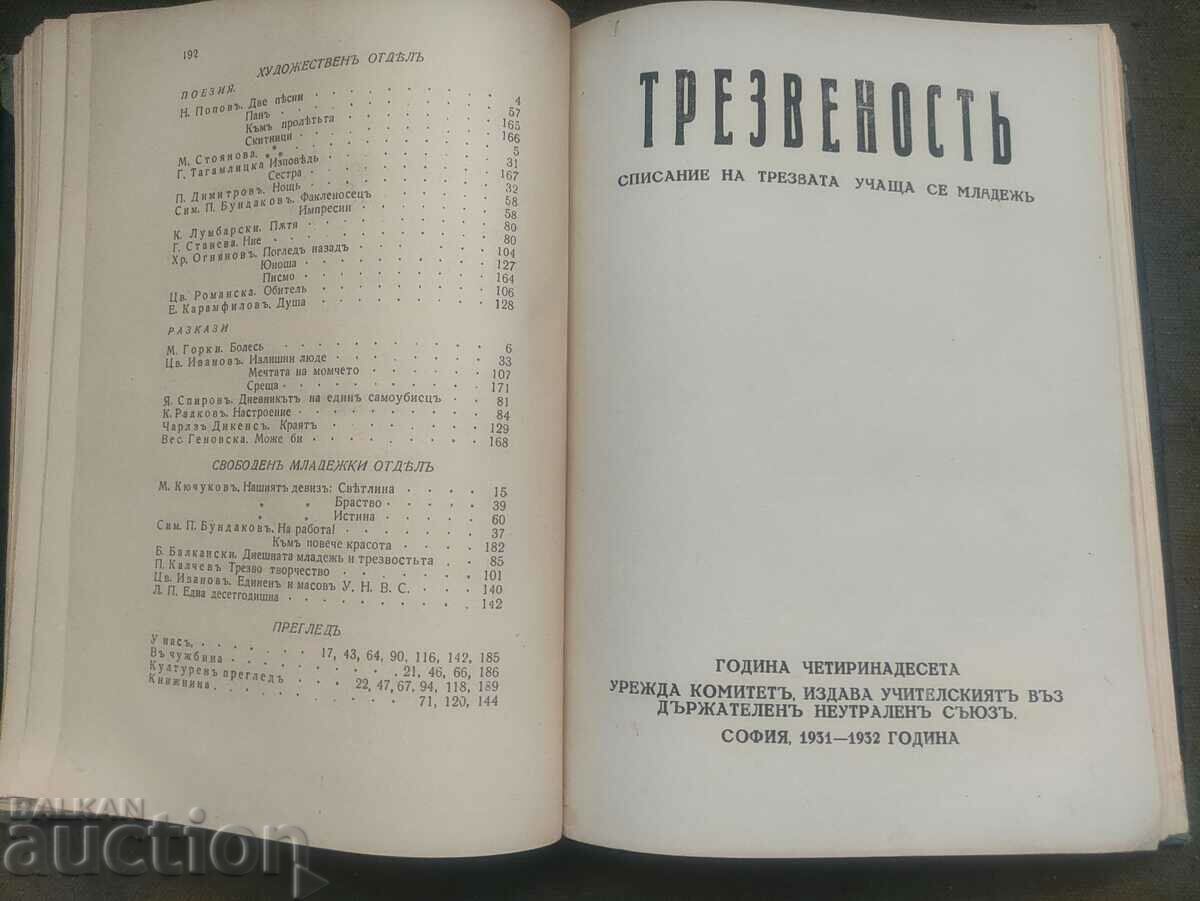 192
ХУДОЖЕСТВЕНЪ ОТДѢЛЪ
ПОЕЗИЯ.
Н. Поповъ. Две пѣсни 4
Панъ 57
Къмъ пролѣтьта 165
Скитници 166
М. Стоянова. * * * 5
Г. Тагамлицка Изповѣдь 31
Сестра 167
П. Димитровъ. Нощь 32
Сим. П. Бундаков. Факленосец 58
Импресии 58
К. Лумбарски. Пѫтя 80
Г. Станева. Ние 80
Хр. Огняновъ. Погледъ назадъ 104
Юноша 127
Писмо 164
Цв. Романска. Обитель 106
Е. Карамфиловъ. Душа 128
РАЗКАЗИ
М. Горки. Болесь 6
Цв. Ивановъ. Излишни люде 33
Мечтата на момчето 107
Среща 171
Я. Спировъ. Дневникътъ на единъ самоубиецъ 81
К. Радковъ. Настроение 84
Чарлзъ Дикенсъ. Краятъ 129
Вес. Геновска. Може би 168
СВОБОДЕНЪ МЛАДЕЖКИ ОТДѢЛЪ
М. Кючуковъ. Нашиятъ девизъ: Свѣтлина 15
„ „ Братство 39
„ „ Истина 60
Сим. П. Бундаковъ. На работа! 37
Къмъ повече красота 182
Б. Балкански. Днешната младежь и трезвостьта 85
П. Калчевъ Трезво творчество 101
Цв. Ивановъ. Единенъ и масовъ У. Н. В. С. 140
Л. П. Една десетгодишна 142
ПРЕГЛЕДЪ
У насъ 17, 43, 64, 90, 116, 142, 185
Въ чужбина 21, 46, 66, 186
Културенъ прегледъ 22, 47, 67, 94, 118, 189
Книжнина 71, 120, 144
ТРЕЗВЕНОСТЬ
СПИСАНИЕ НА ТРЕЗВАТА УЧАЩА СЕ МЛАДЕЖЬ
ГОДИНА ЧЕТИРИНАДЕСЕТА
УРЕЖДА КОМИТЕТЪ, ИЗДАВА УЧИТЕЛСКИЯТЪ ВЪЗ
ДЪРЖАТЕЛЕНЪ НЕУТРАЛЕНЪ СЪЮЗЪ.
СОФИЯ, 1931—1932 ГОДИНА
BALKAN
auction